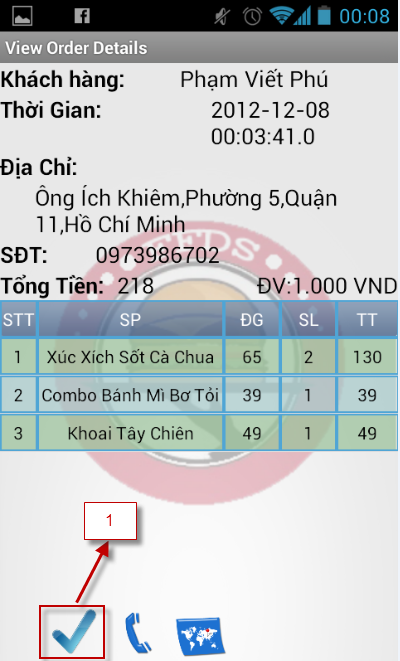 00:08
View Order Details
Khách hàng: Phạm Viết Phú
Thời Gian: 2012-12-08
00:03:41.0
Địa Chỉ:
Ông Ích Khiêm,Phường 5,Quận
11,Hồ Chí Minh
SĐT: 0973986702
Tổng Tiền: 218 ĐV:1.000 VND
STT SP ĐG SL TT
1 Xúc Xích Sốt Cà Chua 65 2 130
2 Combo Bánh Mì Bơ Tỏi 39 1 39
3 Khoai Tây Chiên 49 1 49
1